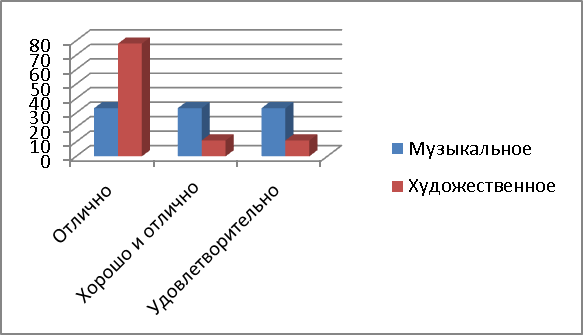 80
70
60
50
40
30
20
10
0
Отлично
Хорошо и отлично
Удовлетворительно
Музыкальное
Художественное